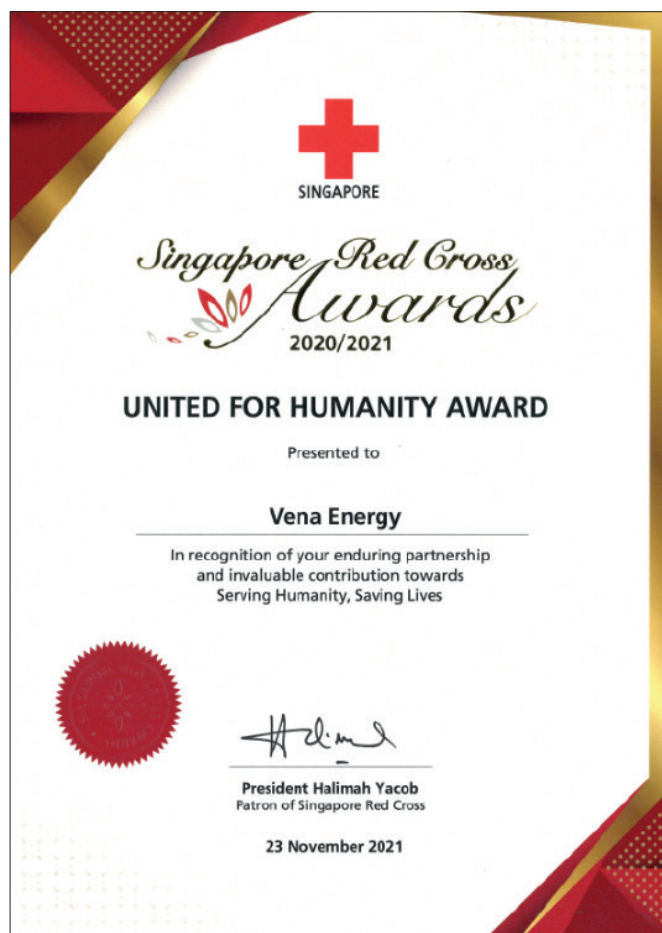 SINGAPORE
Singapore Red Cross
Awards
2020/2021
UNITED FOR HUMANITY AWARD
Presented to
Vena Energy
In recognition of your enduring partnership
and invaluable contribution towards
Serving Humanity, Saving Lives
President Halimah Yacob
Patron of Singapore Red Cross
23 November 2021